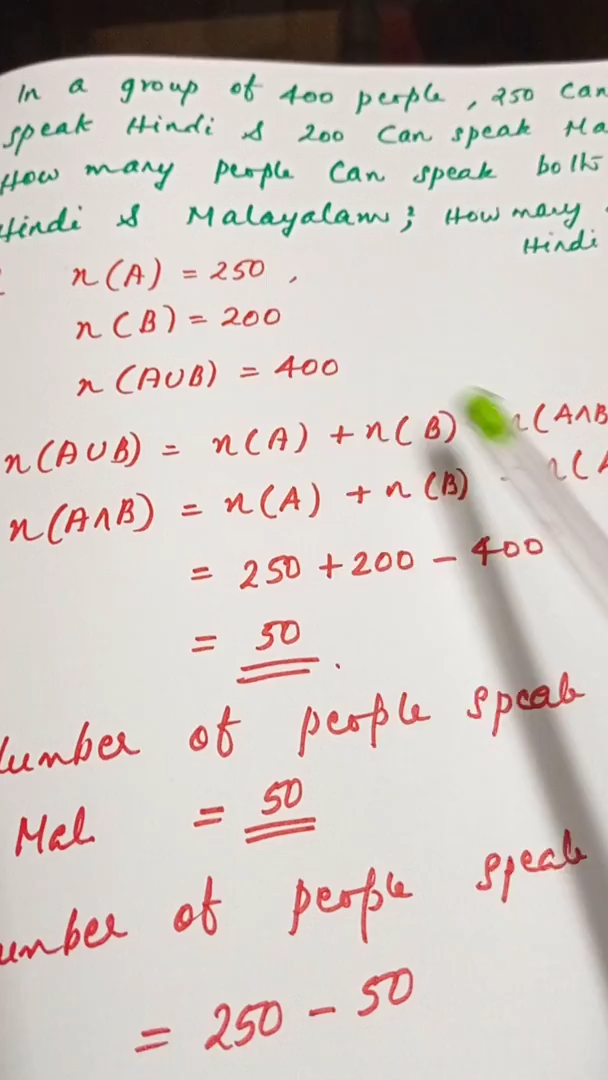 In a group of 400 people, 250 can
speak Hindi & 200 can speak Ma
How many people can speak both
Hindi & Malayalam; How many
Hindi
n(A) = 250,
n(B) = 200
n(A∪B) = 400
n(A∪B) = n(A) + n(B) n(A∩B
n(A∩B) = n(A) + n(B) - n(A
= 250 + 200 - 400
= 50.
Number of people speak
Mal = 50
umber of people speak
= 250 - 50